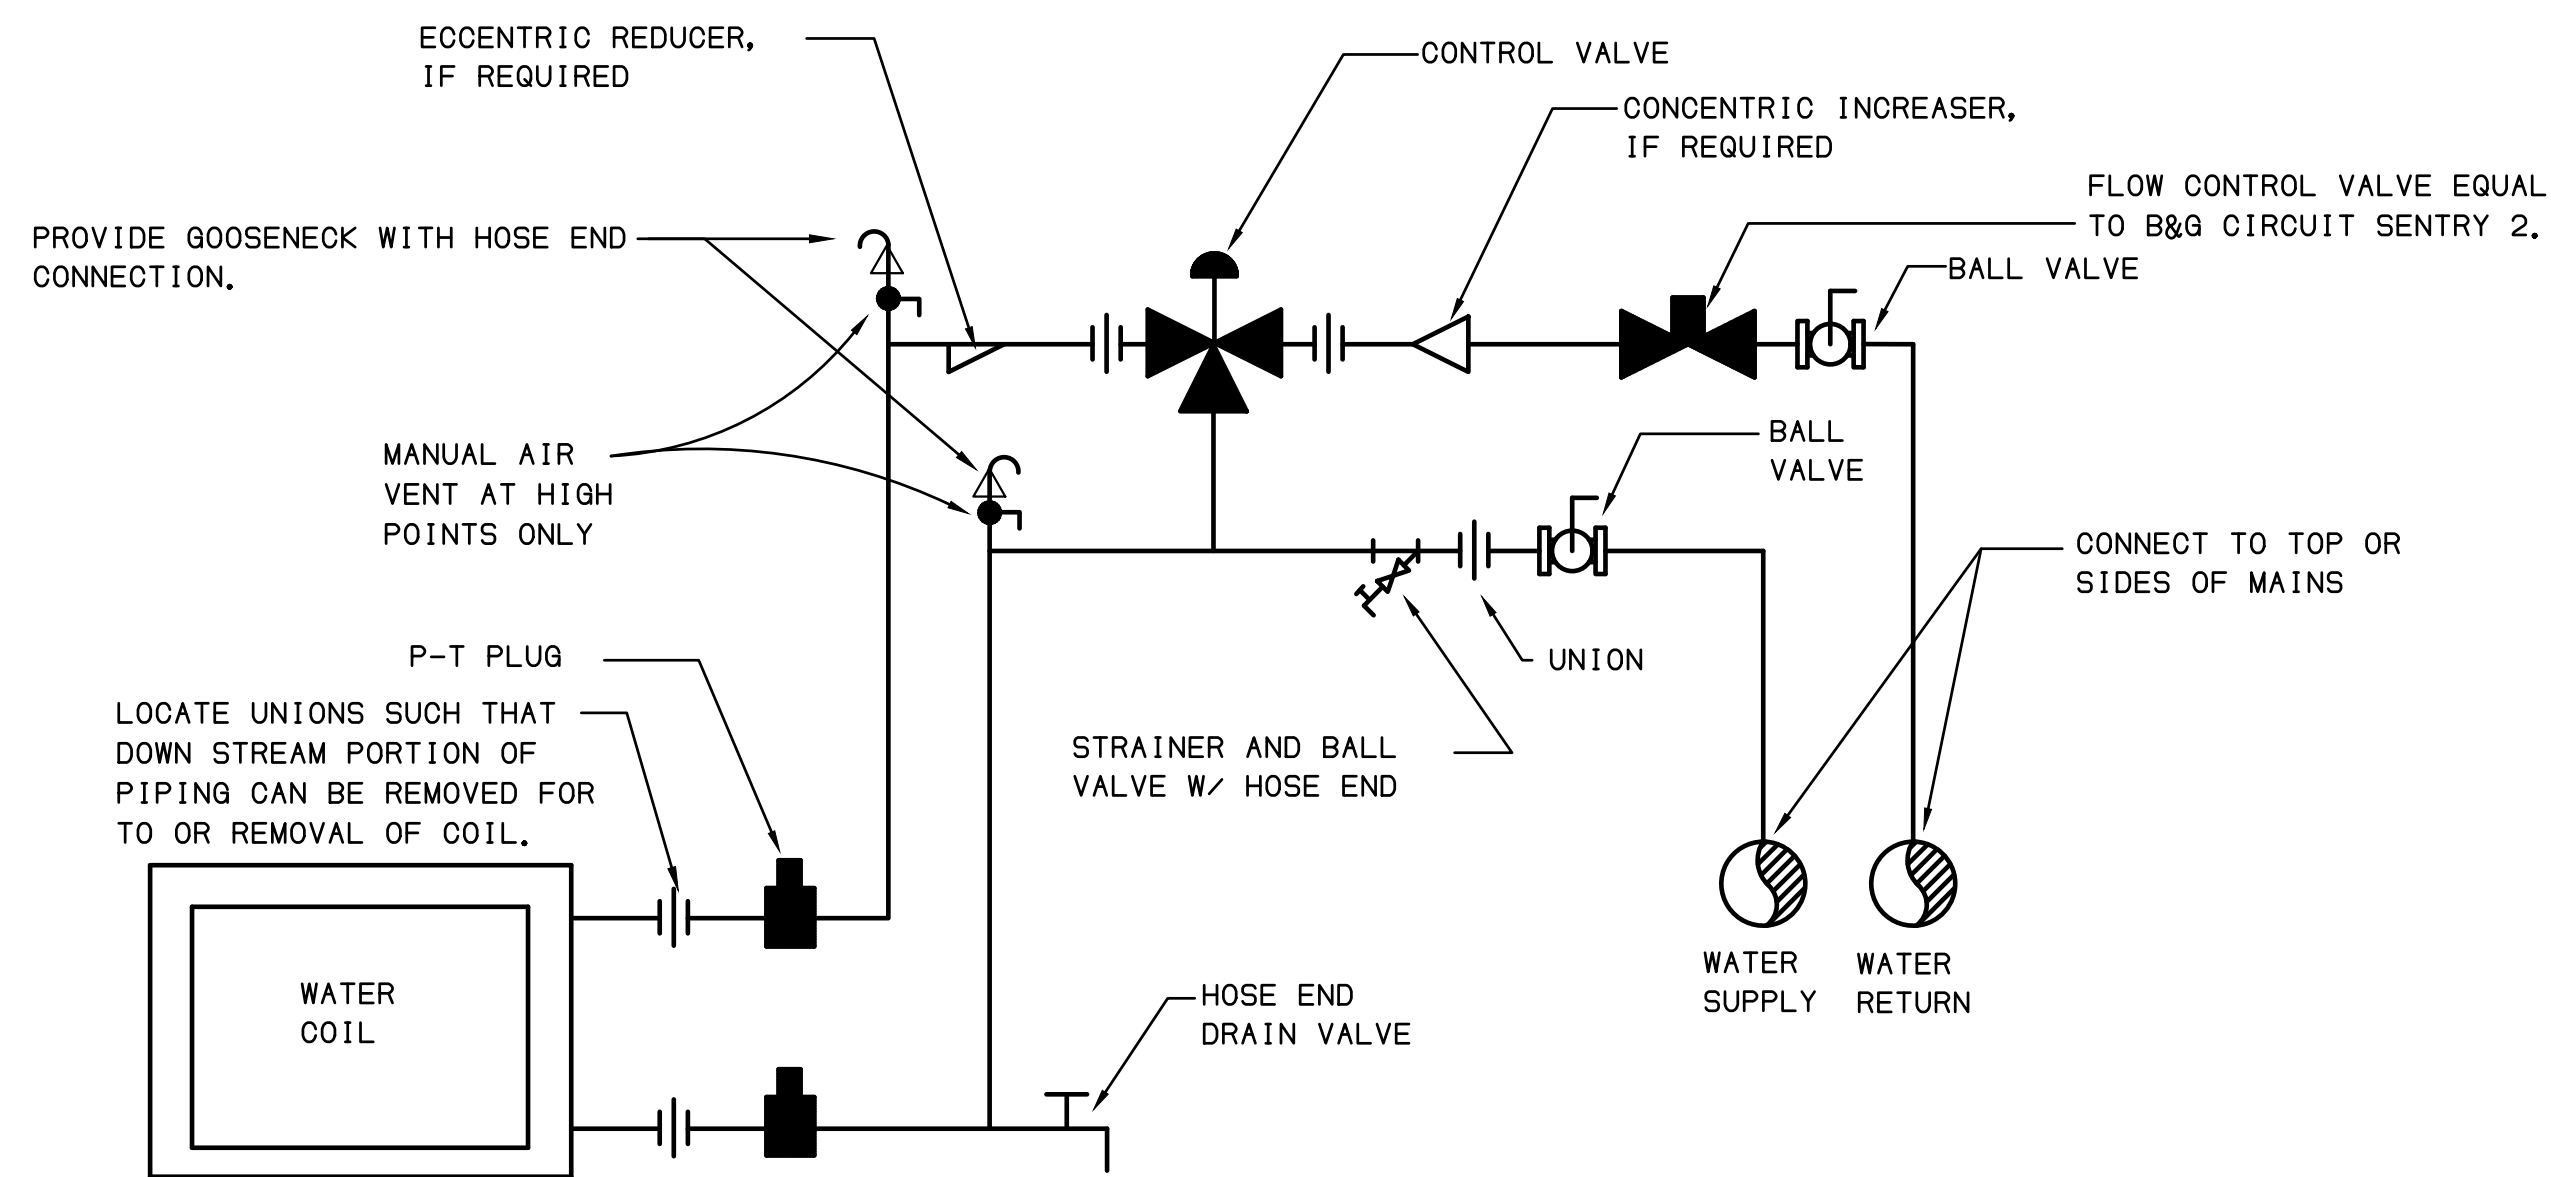 ECCENTRIC REDUCER,
IF REQUIRED
CONTROL VALVE
CONCENTRIC INCREASER,
IF REQUIRED
FLOW CONTROL VALVE EQUAL
TO B&G CIRCUIT SENTRY 2.
BALL VALVE
PROVIDE GOOSENECK WITH HOSE END
CONNECTION.
MANUAL AIR
VENT AT HIGH
POINTS ONLY
BALL
VALVE
CONNECT TO TOP OR
SIDES OF MAINS
P-T PLUG
UNION
LOCATE UNIONS SUCH THAT
DOWN STREAM PORTION OF
PIPING CAN BE REMOVED FOR
TO OR REMOVAL OF COIL.
STRAINER AND BALL
VALVE W/ HOSE END
WATER
SUPPLY
WATER
RETURN
WATER
COIL
HOSE END
DRAIN VALVE